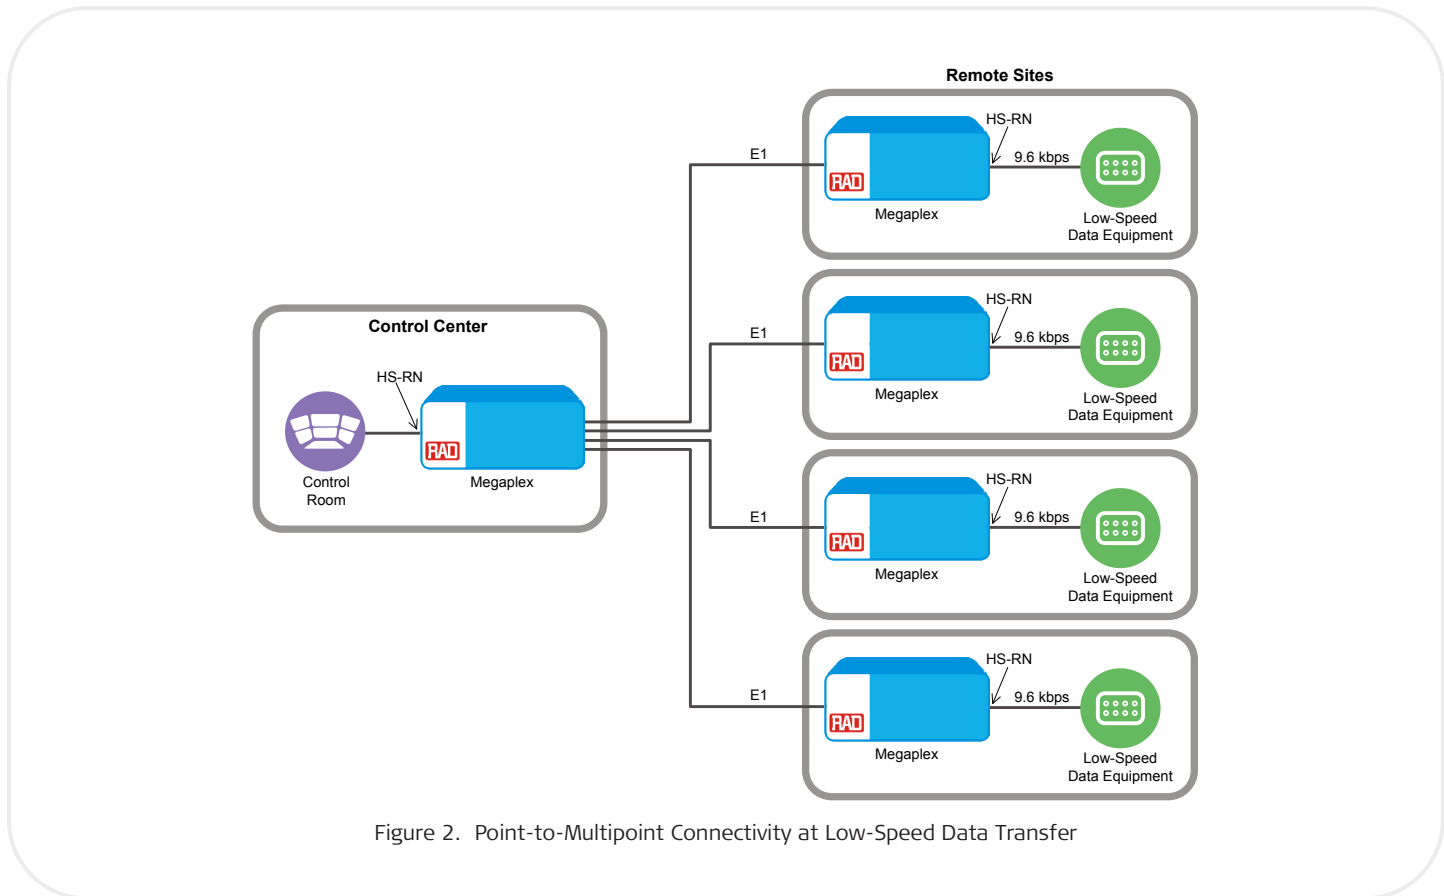 Remote Sites
HS-RN
E1
9.6 kbps
RAD
Megaplex
Low-Speed
Data Equipment
HS-RN
E1
9.6 kbps
RAD
Megaplex
Low-Speed
Data Equipment
Control Center
HS-RN
RAD
Control
Room
Megaplex
HS-RN
E1
9.6 kbps
RAD
Megaplex
Low-Speed
Data Equipment
HS-RN
E1
9.6 kbps
RAD
Megaplex
Low-Speed
Data Equipment
Figure 2. Point-to-Multipoint Connectivity at Low-Speed Data Transfer